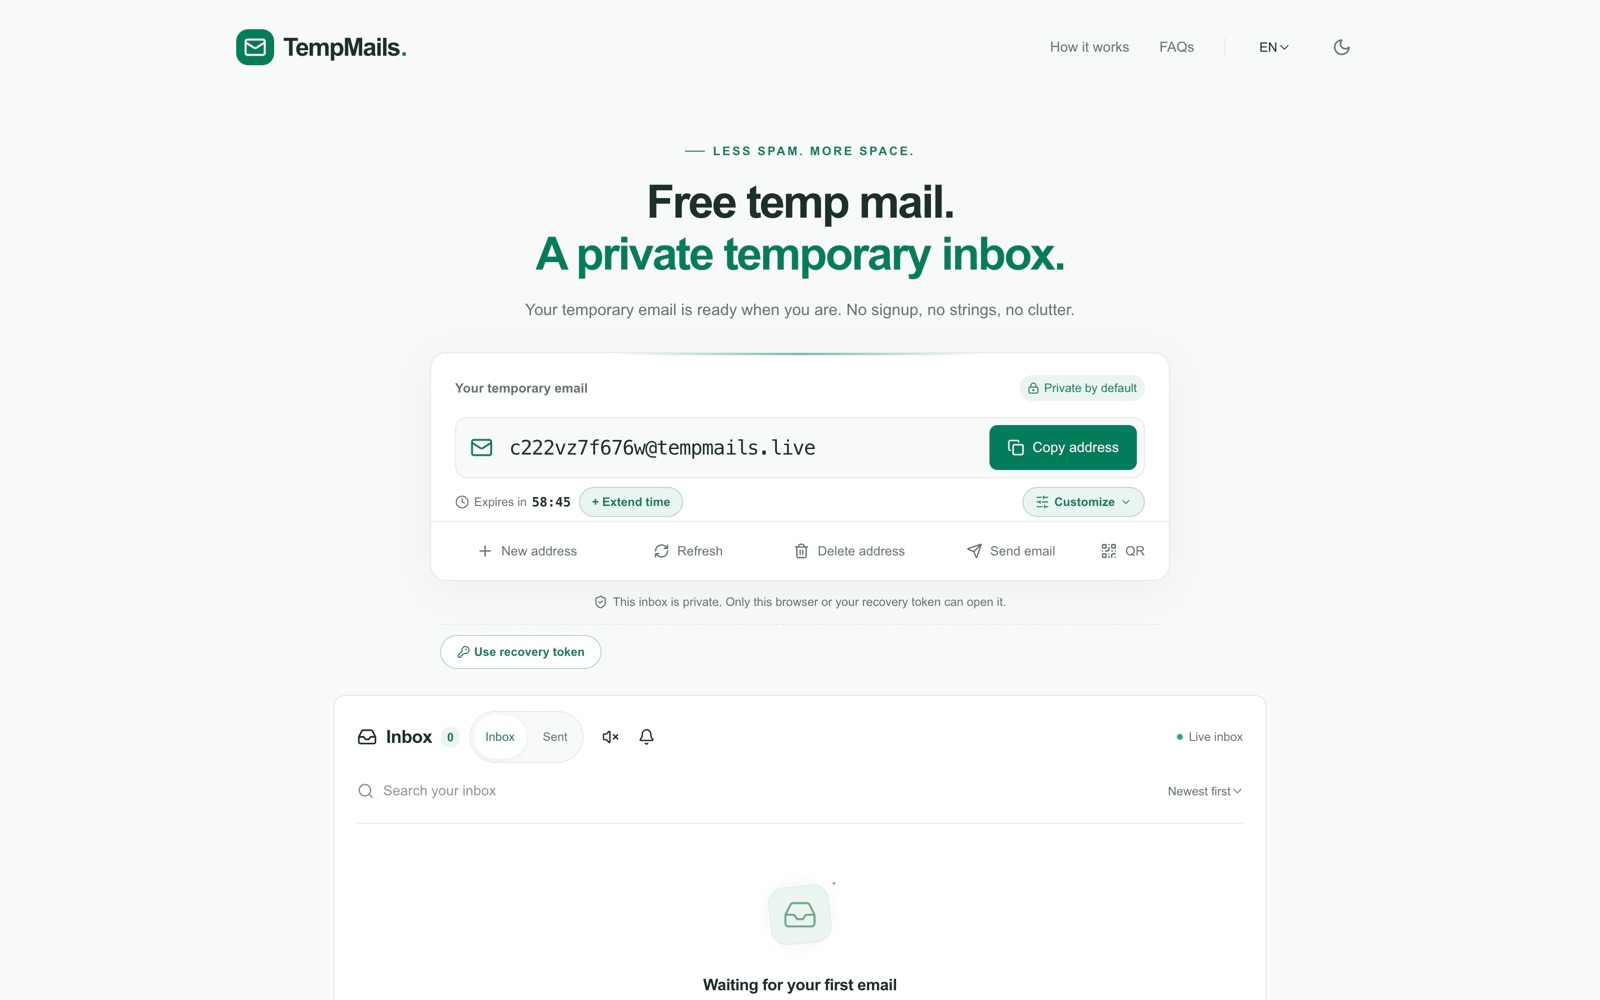 TempMails.
How it works
FAQs
EN
LESS SPAM. MORE SPACE.
Free temp mail.
A private temporary inbox.
Your temporary email is ready when you are. No signup, no strings, no clutter.
Your temporary email
Private by default
c222vz7f676w@tempmails.live
Copy address
Expires in 58:45
+ Extend time
Customize
New address
Refresh
Delete address
Send email
QR
This inbox is private. Only this browser or your recovery token can open it.
Use recovery token
Inbox 0
Inbox
Sent
Live inbox
Search your inbox
Newest first
Waiting for your first email